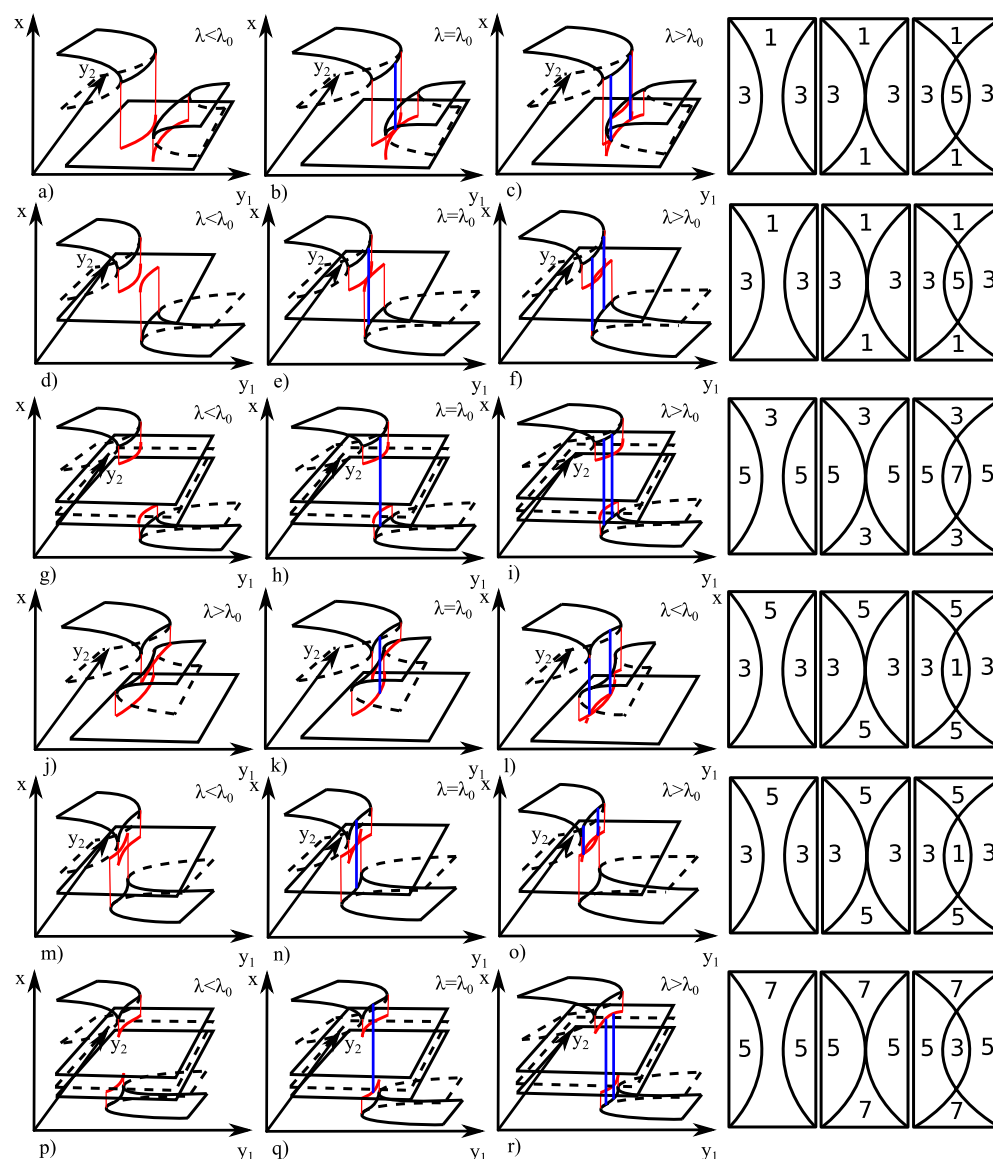 x λ<λ₀ x λ=λ₀ x λ>λ₀ 1 1 1
y₂ y₂ y₂
3 3 3 3 3 5 3
1 1
a) y₁ b) y₁ c) y₁
x λ<λ₀ x λ=λ₀ x λ>λ₀ 1 1 1
y₂ y₂ y₂
3 3 3 3 3 5 3
1 1
d) y₁ e) y₁ f) y₁
x λ<λ₀ x λ=λ₀ x λ>λ₀ 3 3 3
y₂ y₂ y₂
5 5 5 5 5 7 5
3 3
g) y₁ h) y₁ i) y₁
x λ>λ₀ x λ=λ₀ x λ<λ₀ x 5 5 5
y₂ y₂ y₂
3 3 3 3 3 1 3
5 5
j) y₁ k) y₁ l) y₁
x λ<λ₀ x λ=λ₀ x λ>λ₀ 5 5 5
y₂ y₂ y₂
3 3 3 3 3 1 3
5 5
m) y₁ n) y₁ o) y₁
x λ<λ₀ x λ=λ₀ x λ>λ₀ 7 7 7
y₂ y₂ y₂
5 5 5 5 5 3 5
7 7
p) y₁ q) y₁ r) y₁